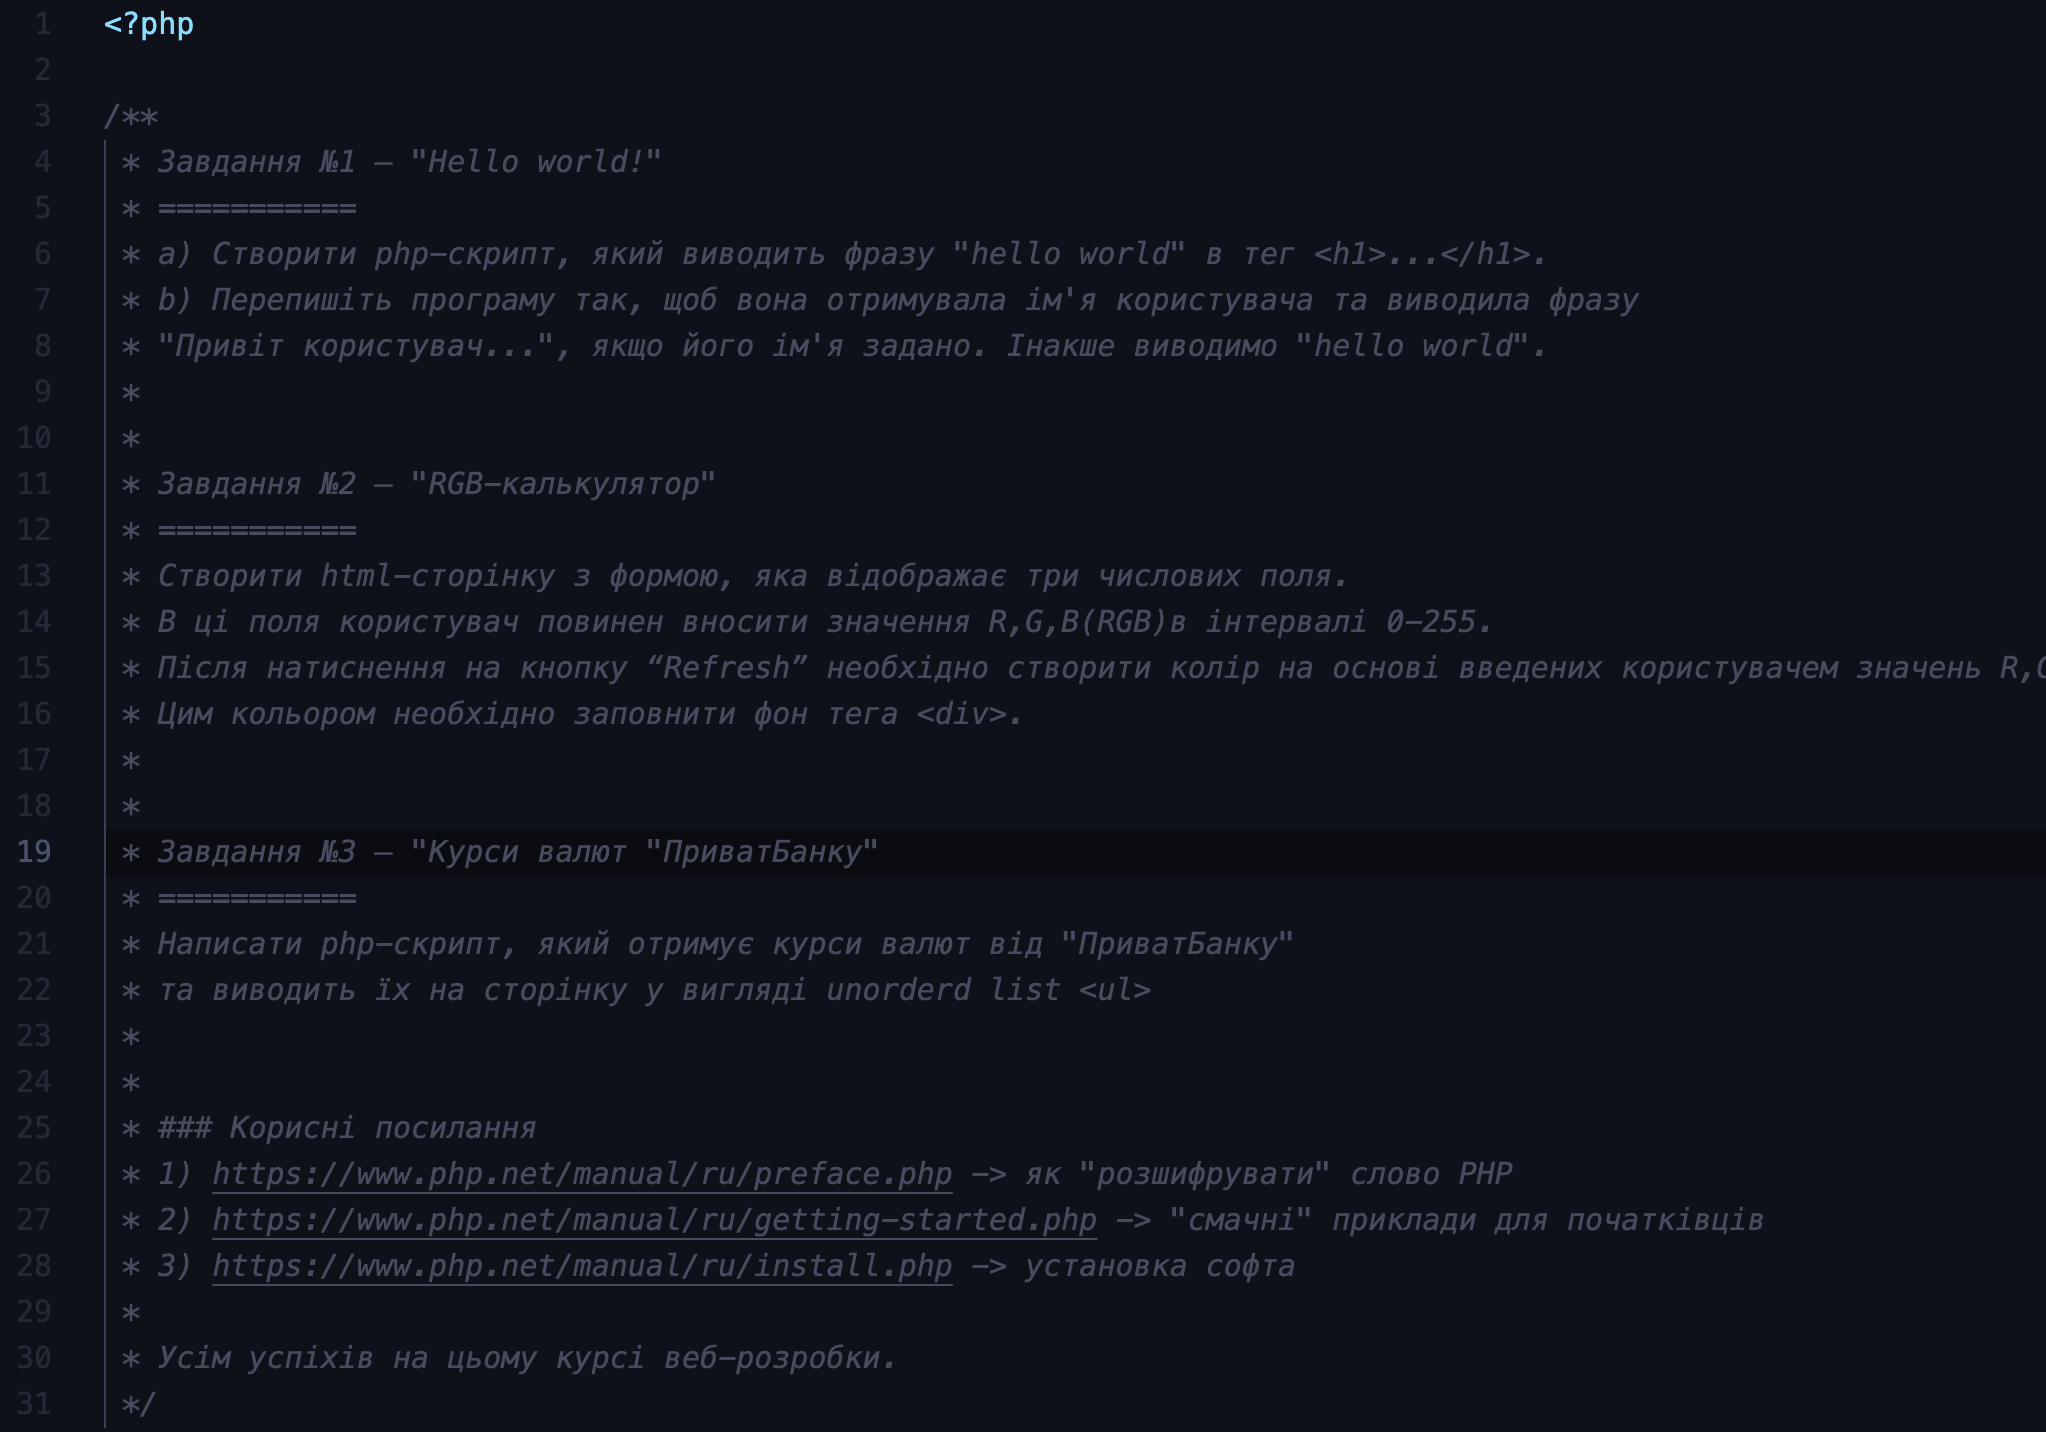 1 <?php
2
3 /**
4 * Завдання №1 – "Hello world!"
5 * ===========
6 * a) Створити php-скрипт, який виводить фразу "hello world" в тег <h1>...</h1>.
7 * b) Перепишіть програму так, щоб вона отримувала ім'я користувача та виводила фразу
8 * "Привіт користувач...", якщо його ім'я задано. Інакше виводимо "hello world".
9 *
10 *
11 * Завдання №2 – "RGB-калькулятор"
12 * ===========
13 * Створити html-сторінку з формою, яка відображає три числових поля.
14 * В ці поля користувач повинен вносити значення R,G,B(RGB)в інтервалі 0-255.
15 * Після натиснення на кнопку “Refresh” необхідно створити колір на основі введених користувачем значень R,
16 * Цим кольором необхідно заповнити фон тега <div>.
17 *
18 *
19 * Завдання №3 – "Курси валют "ПриватБанку"
20 * ===========
21 * Написати php-скрипт, який отримує курси валют від "ПриватБанку"
22 * та виводить їх на сторінку у вигляді unorderd list <ul>
23 *
24 *
25 * ### Корисні посилання
26 * 1) https://www.php.net/manual/ru/preface.php -> як "розшифрувати" слово PHP
27 * 2) https://www.php.net/manual/ru/getting-started.php -> "смачні" приклади для початківців
28 * 3) https://www.php.net/manual/ru/install.php -> установка софта
29 *
30 * Усім успіхів на цьому курсі веб-розробки.
31 */